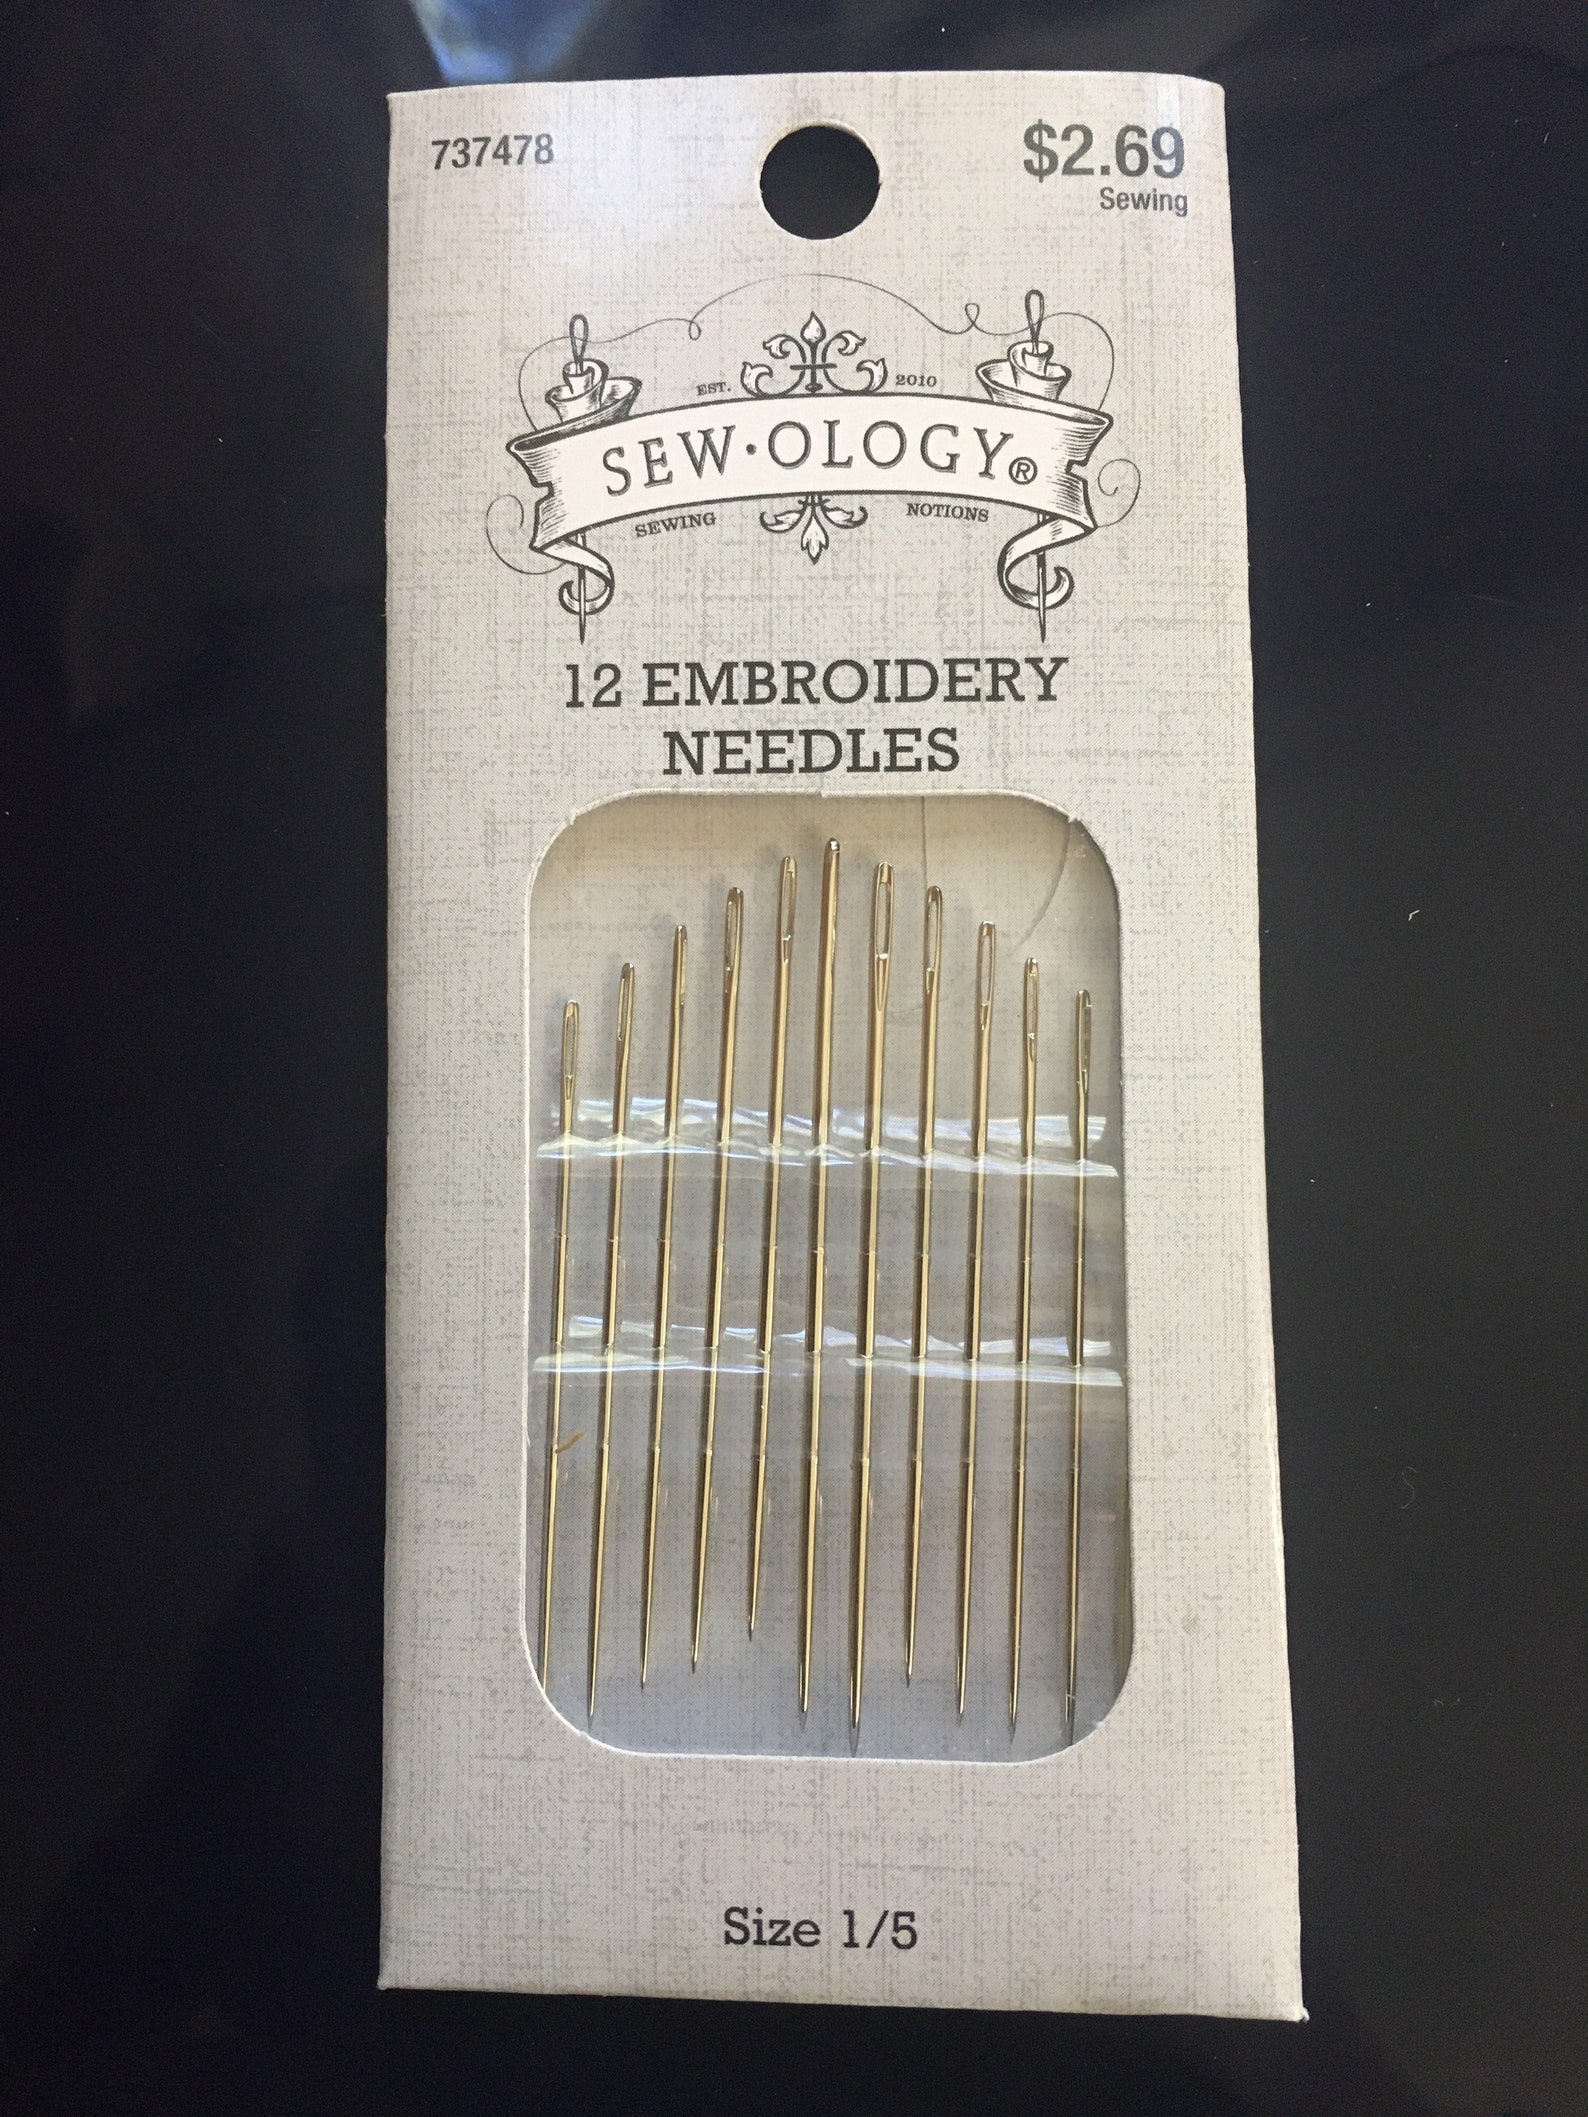 737478
$2.69
Sewing
EST. 2010
SEW·OLOGY®
SEWING NOTIONS
12 EMBROIDERY
NEEDLES
Size 1/5